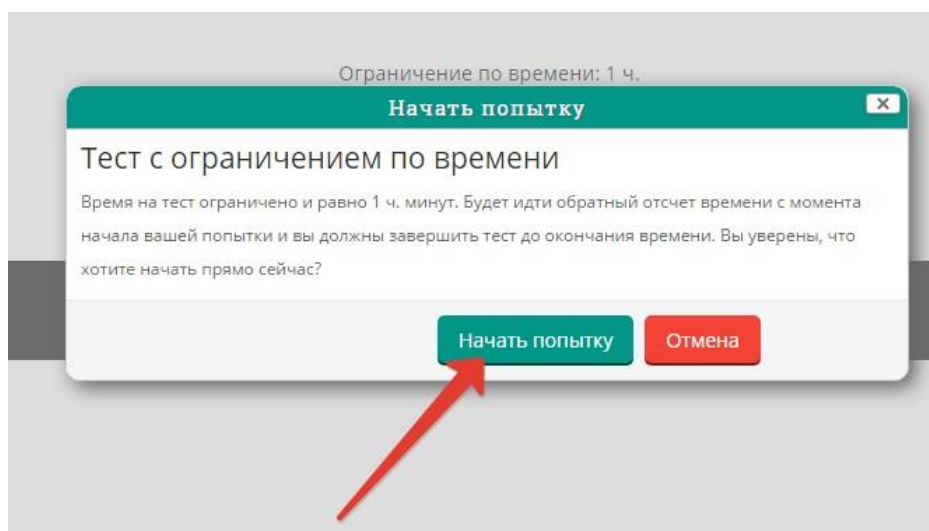 Ограничение по времени: 1 ч.
Начать попытку
Тест с ограничением по времени
Время на тест ограничено и равно 1 ч. минут. Будет идти обратный отсчет времени с момента
начала вашей попытки и вы должны завершить тест до окончания времени. Вы уверены, что
хотите начать прямо сейчас?
Начать попытку Отмена